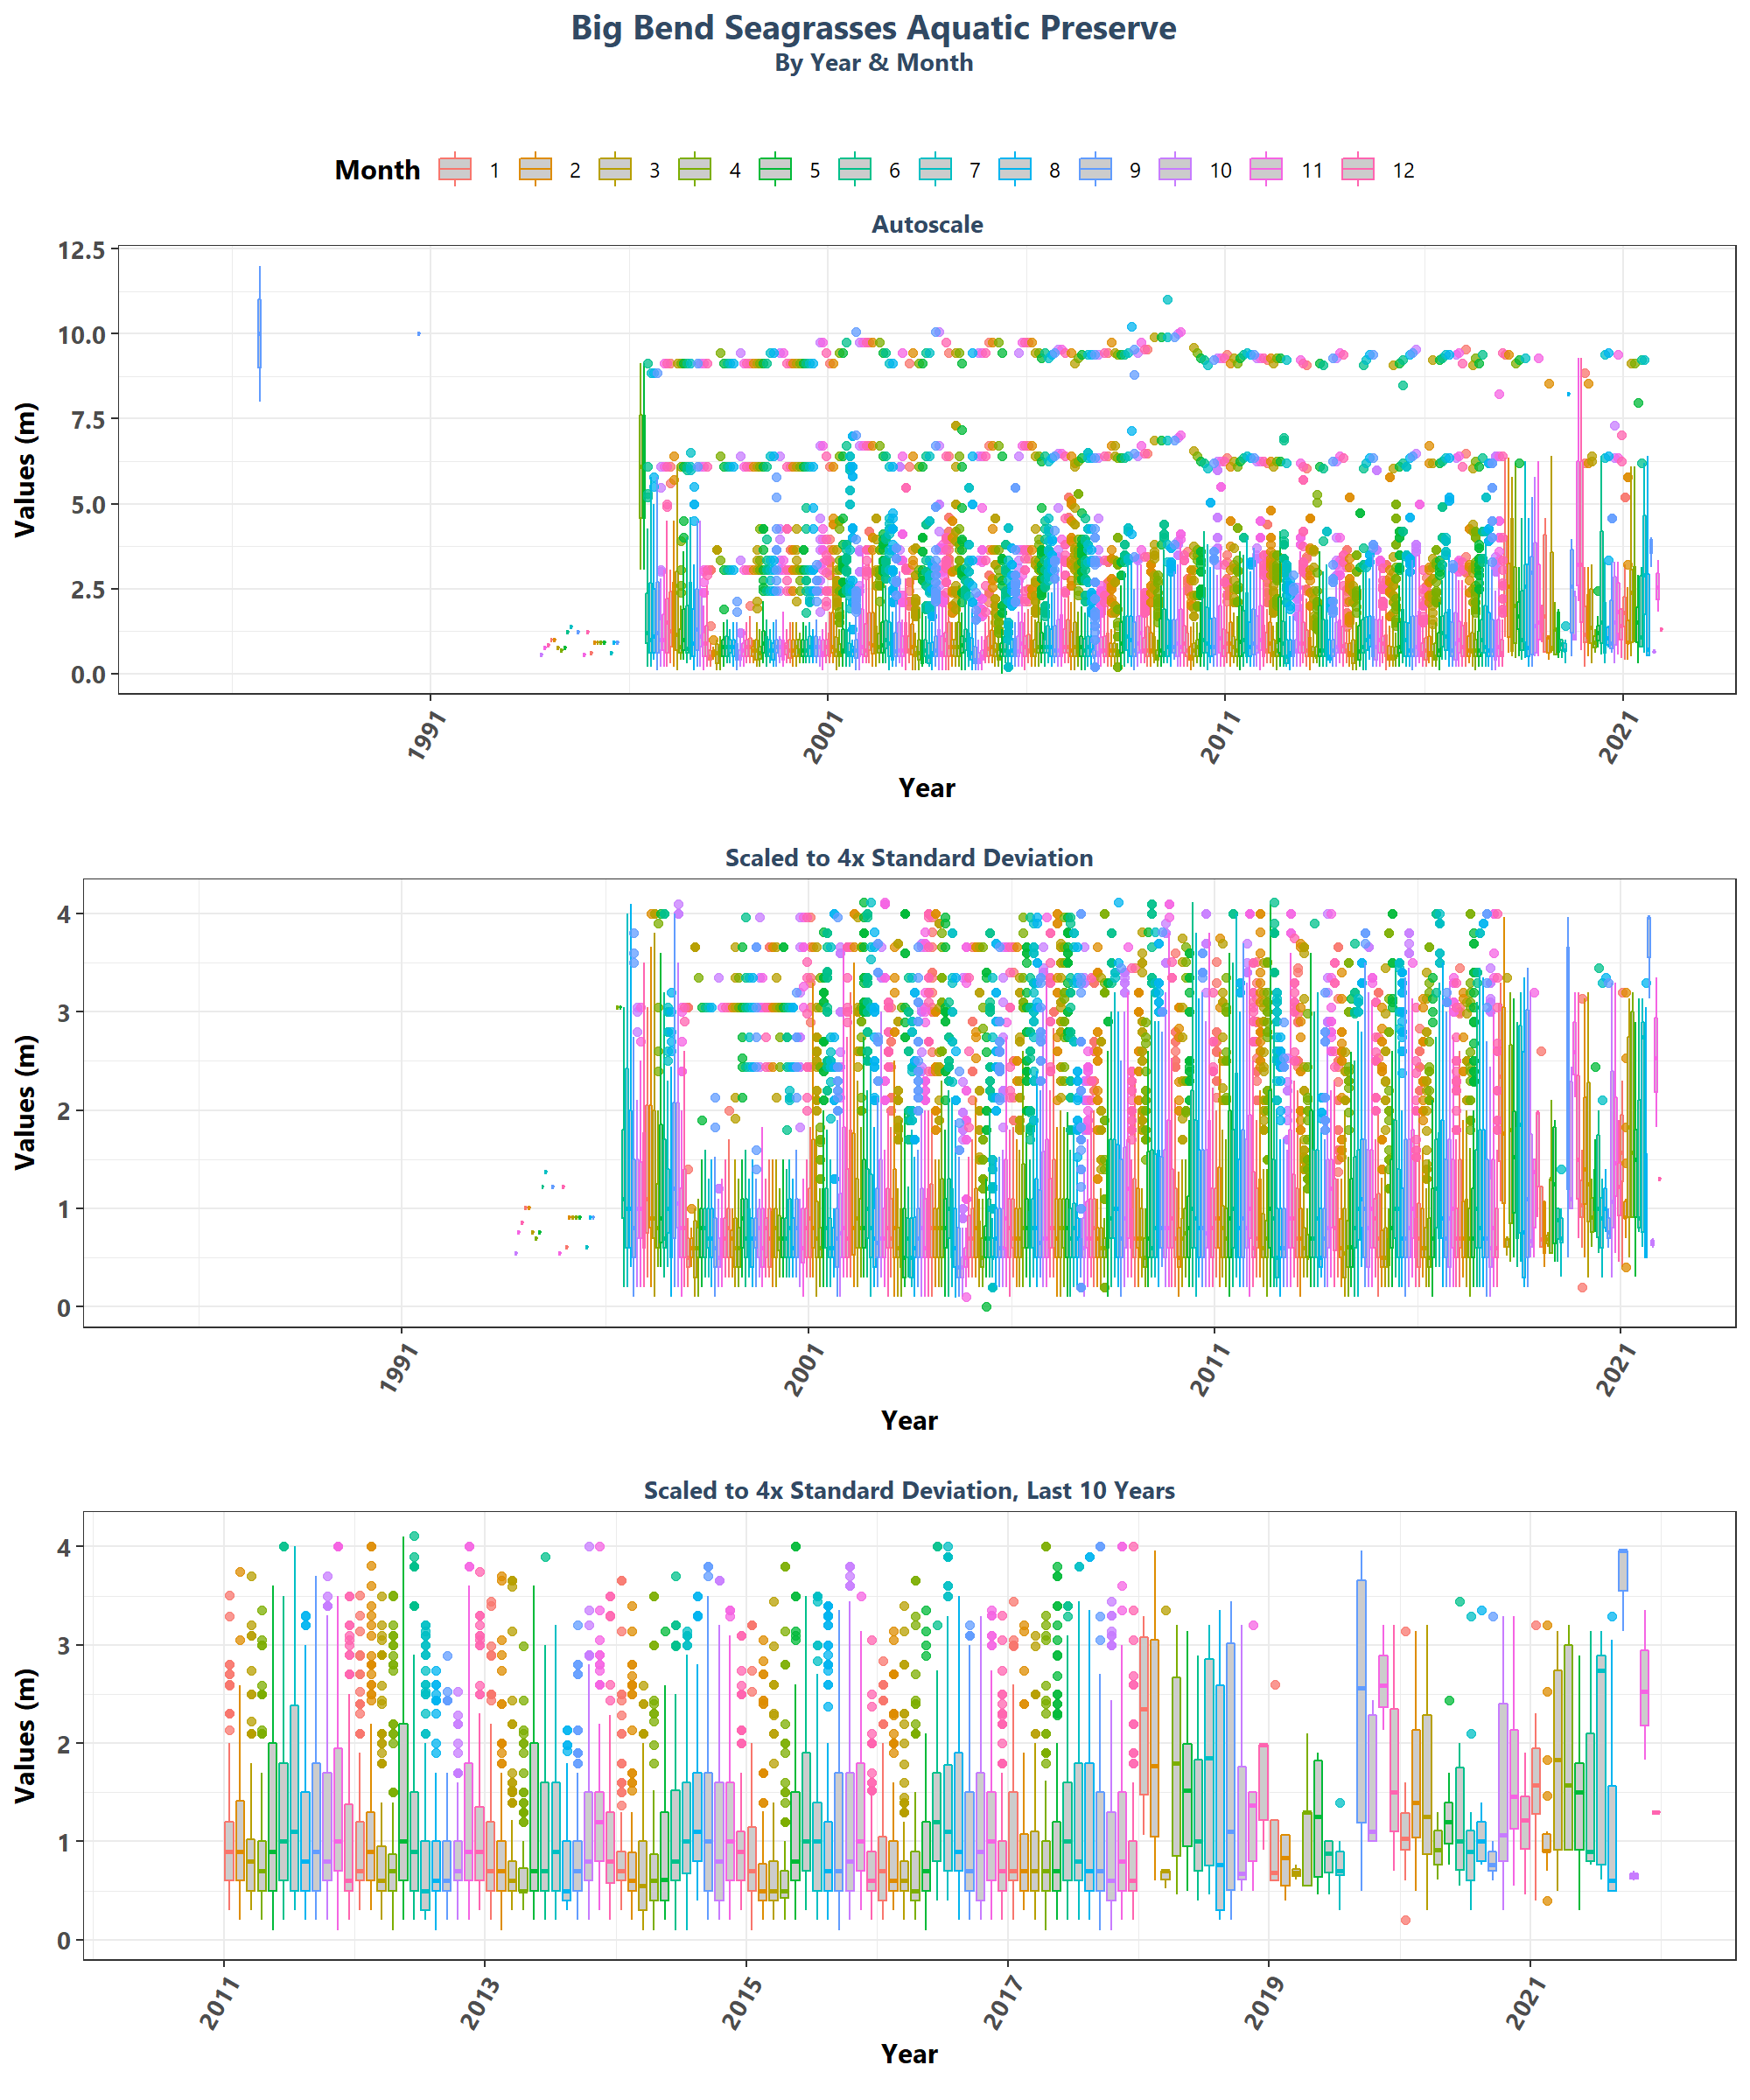 Big Bend Seagrasses Aquatic Preserve
By Year & Month
Month 1 2 3 4 5 6 7 8 9 10 11 12
Autoscale
Values (m)
12.5
10.0
7.5
5.0
2.5
0.0
1991 2001 2011 2021
Year
Scaled to 4x Standard Deviation
Values (m)
4
3
2
1
0
1991 2001 2011 2021
Year
Scaled to 4x Standard Deviation, Last 10 Years
Values (m)
4
3
2
1
0
2011 2013 2015 2017 2019 2021
Year